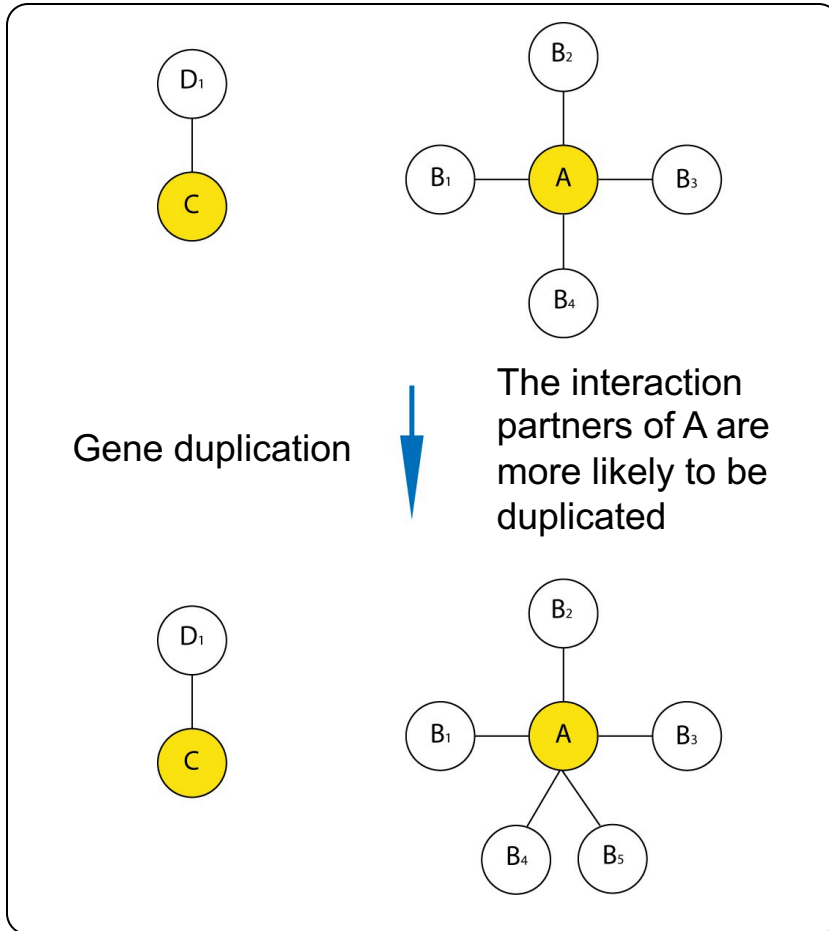 D₁
C
B₂
B₁
A
B₃
B₄
Gene duplication
The interaction
partners of A are
more likely to be
duplicated
D₁
C
B₂
B₁
A
B₃
B₄
B₅